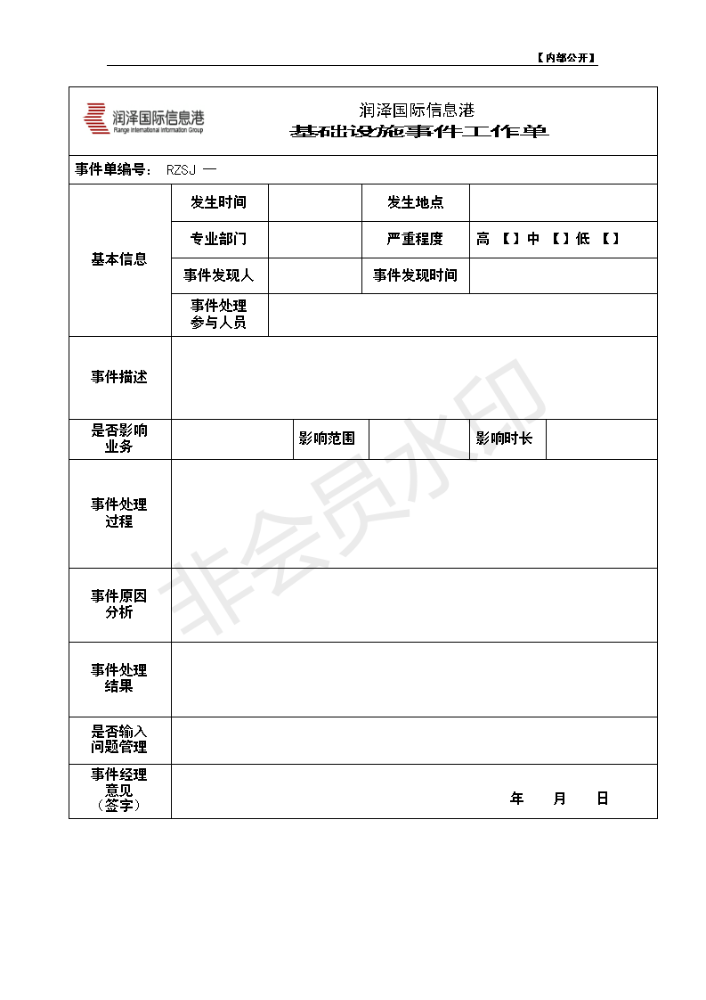 【内部公开】
润泽国际信息港
Range International Information Group
润泽国际信息港
基础设施事件工作单
事件单编号： RZSJ —
基本信息
发生时间
发生地点
专业部门
严重程度
高 【】中 【】低 【】
事件发现人
事件发现时间
事件处理
参与人员
事件描述
是否影响
业务
影响范围
影响时长
事件处理
过程
事件原因
分析
事件处理
结果
是否输入
问题管理
事件经理
意见
（签字）
年 月 日
非会员水印